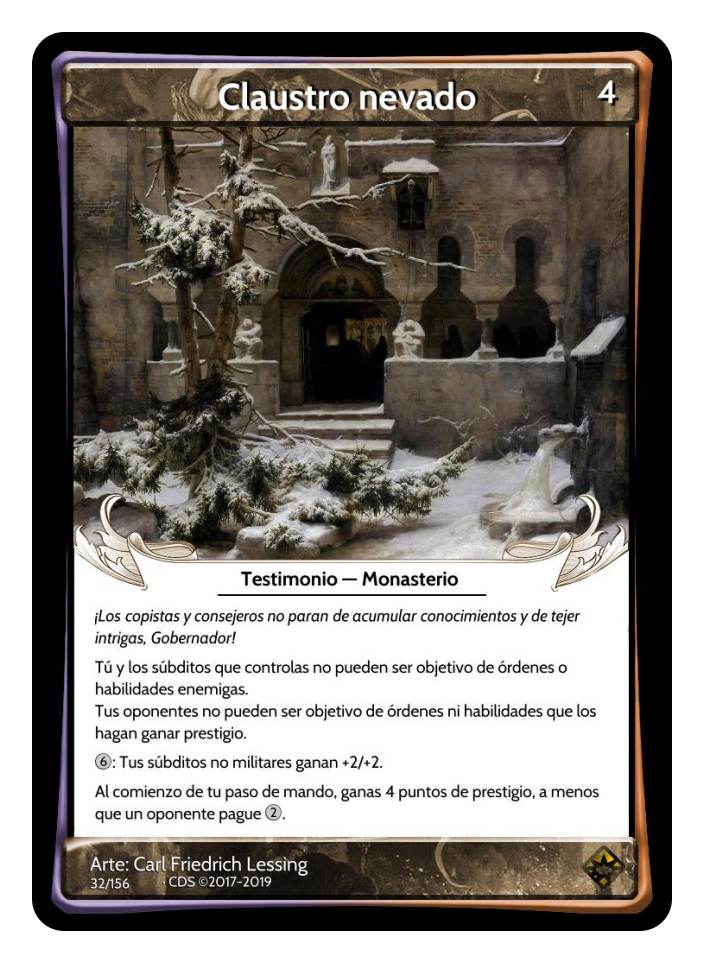 Claustro nevado
4
Testimonio — Monasterio
¡Los copistas y consejeros no paran de acumular conocimientos y de tejer
intrigas, Gobernador!
Tú y los súbditos que controlas no pueden ser objetivo de órdenes o
habilidades enemigas.
Tus oponentes no pueden ser objetivo de órdenes ni habilidades que los
hagan ganar prestigio.
6: Tus súbditos no militares ganan +2/+2.
Al comienzo de tu paso de mando, ganas 4 puntos de prestigio, a menos
que un oponente pague 2.
Arte: Carl Friedrich Lessing
32/156 · CDS ©2017-2019